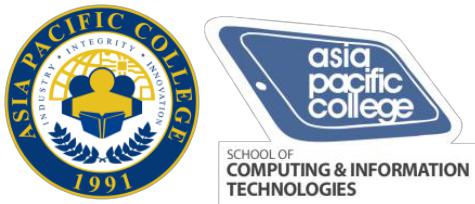 ASIA PACIFIC COLLEGE
INDUSTRY • INTEGRITY • INNOVATION
1991
asia
pacific
college
SCHOOL OF
COMPUTING & INFORMATION
TECHNOLOGIES